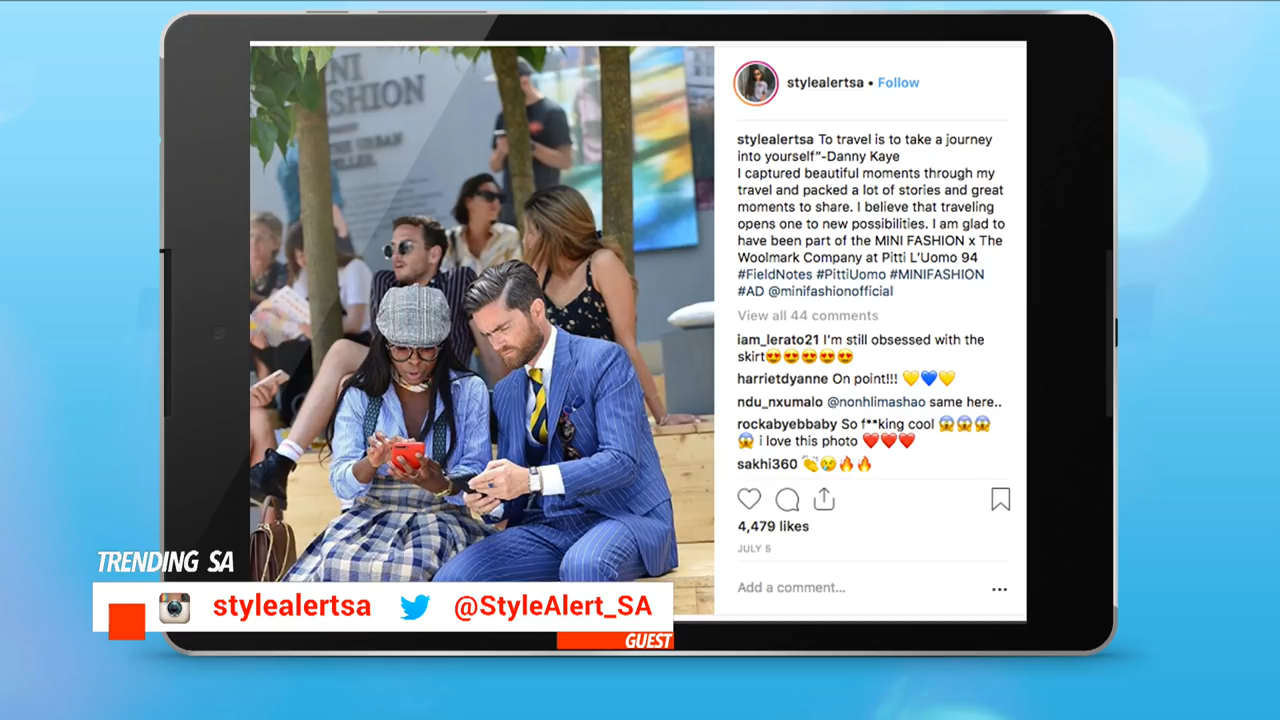 INI
FASHION
THE URBAN
stylealertsa • Follow
stylealertsa To travel is to take a journey
into yourself”-Danny Kaye
I captured beautiful moments through my
travel and packed a lot of stories and great
moments to share. I believe that traveling
opens one to new possibilities. I am glad to
have been part of the MINI FASHION x The
Woolmark Company at Pitti L’Uomo 94
#FieldNotes #PittiUomo #MINIFASHION
#AD @minifashionofficial
View all 44 comments
iam_lerato21 I’m still obsessed with the
skirt😍😍😍😍😍
harrietdyanne On point!!! 💛💙💛
ndu_nxumalo @nonhlimashao same here..
rockabyebbaby So f**king cool 😱😱😱
😱 i love this photo ❤️❤️❤️
sakhi360 👏😢🔥🔥
4,479 likes
JULY 5
Add a comment...
TRENDING SA
stylealertsa @StyleAlert_SA
GUEST